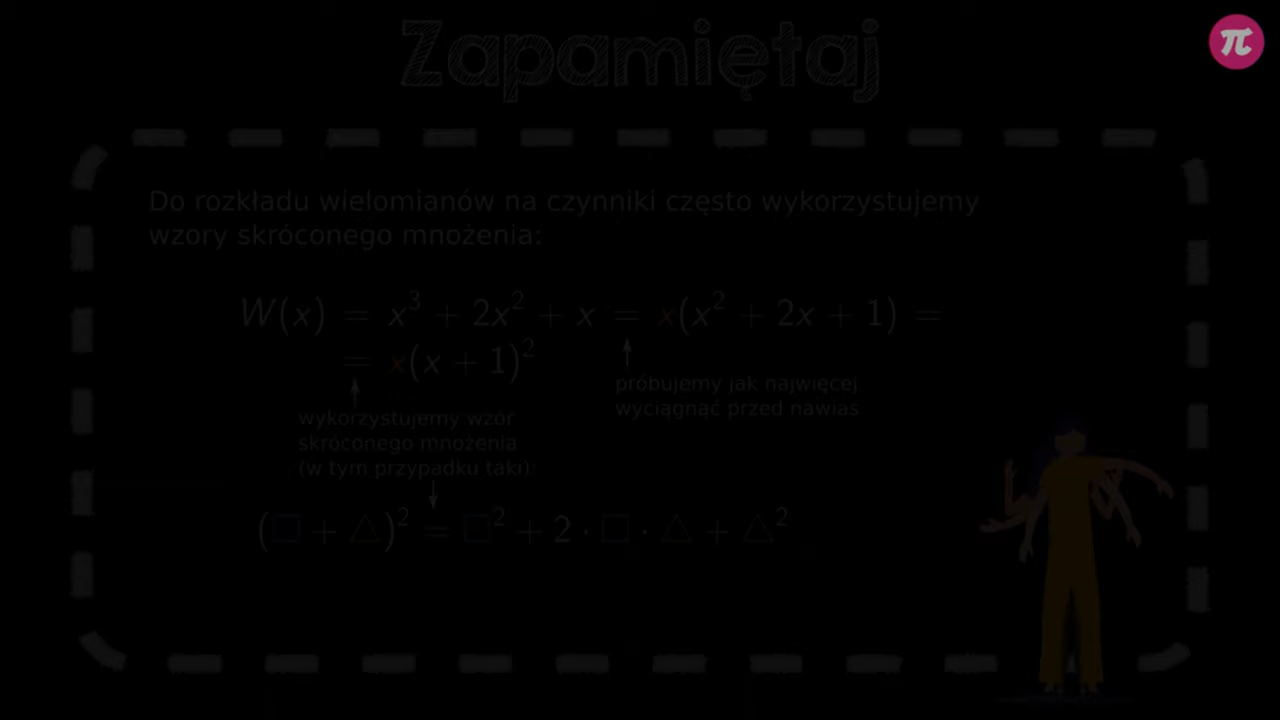 π
Zapamiętaj
Do rozkładu wielomianów na czynniki często wykorzystujemy
wzory skróconego mnożenia:
W(x) = x³ + 2x² + x = x(x² + 2x + 1) =
= x(x + 1)²
próbujemy jak najwięcej
wyciągnąć przed nawias
wykorzystujemy wzór
skróconego mnożenia
(w tym przypadku taki):
(□ + △)² = □² + 2 · □ · △ + △²